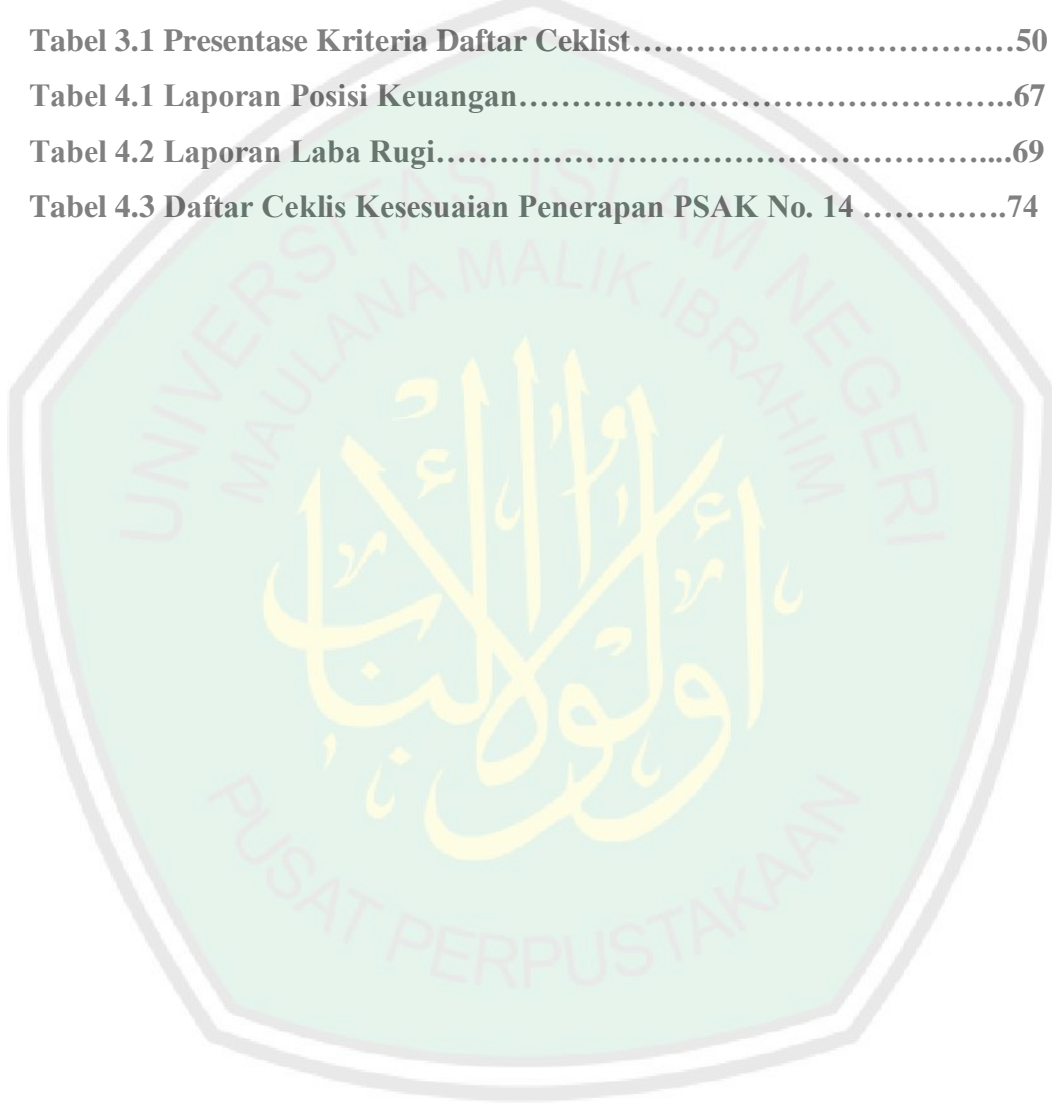 Tabel 3.1 Presentase Kriteria Daftar Ceklist………………………………50
Tabel 4.1 Laporan Posisi Keuangan………………………………………..67
Tabel 4.2 Laporan Laba Rugi……………………………………………....69
Tabel 4.3 Daftar Ceklis Kesesuaian Penerapan PSAK No. 14 ………….74
UNIVERSITAS ISLAM NEGERI
MAULANA MALIK IBRAHIM
أولوا الألباب
PUSAT PERPUSTAKAAN